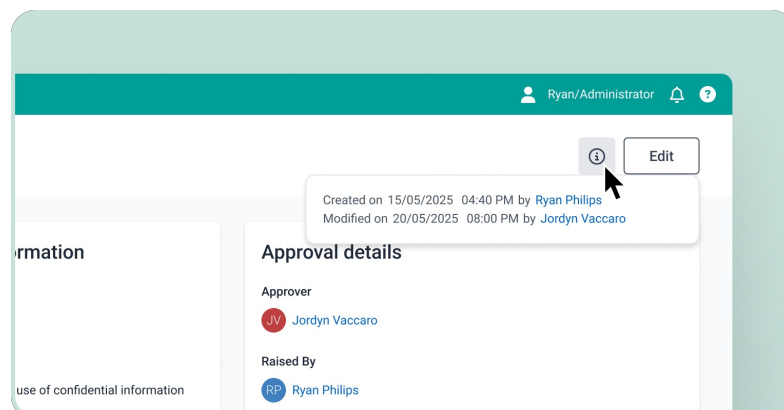 Ryan/Administrator ?
i Edit
Created on 15/05/2025 04:40 PM by Ryan Philips
Modified on 20/05/2025 08:00 PM by Jordyn Vaccaro
rmation
Approval details
Approver
JV Jordyn Vaccaro
Raised By
use of confidential information
RP Ryan Philips